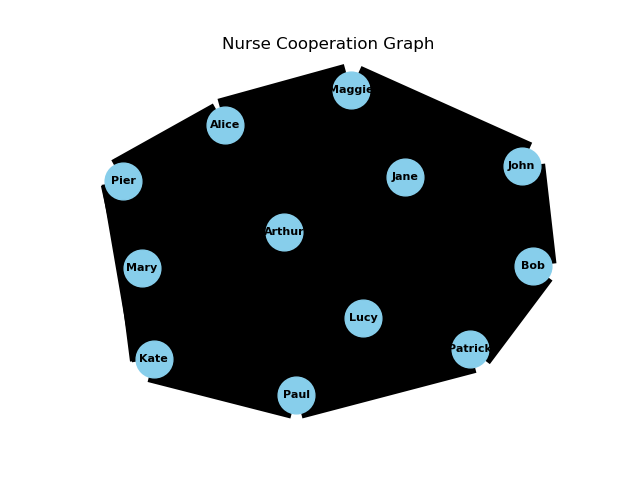 Nurse Cooperation Graph
Maggie
Alice
John
Jane
Pier
Arthur
Bob
Mary
Lucy
Patrick
Kate
Paul